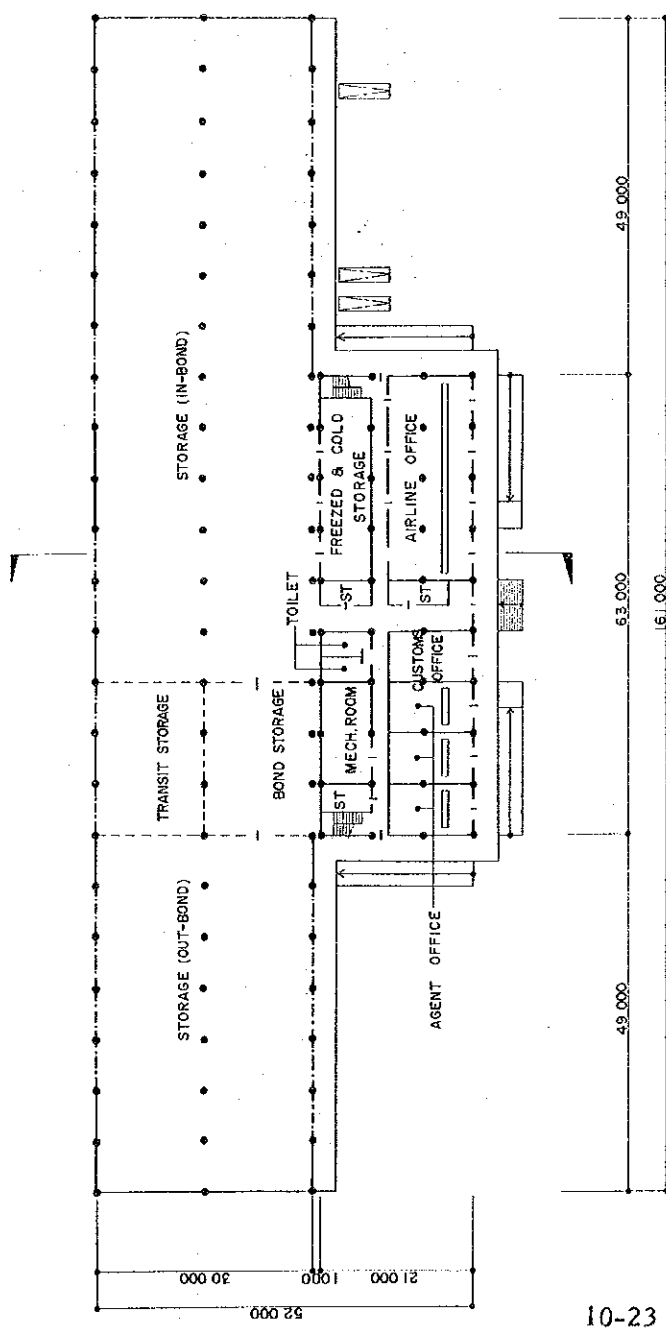 STORAGE (IN-BOND)
FREEZED & COLD
STORAGE
AIRLINE OFFICE
ST
ST
TOILET
CUSTOMS
OFFICE
TRANSIT STORAGE
BOND STORAGE
MECH. ROOM
ST
STORAGE (OUT-BOND)
AGENT OFFICE
49 000
63 000
49 000
161 000
30 000
1 000
21 000
52 000
10-23